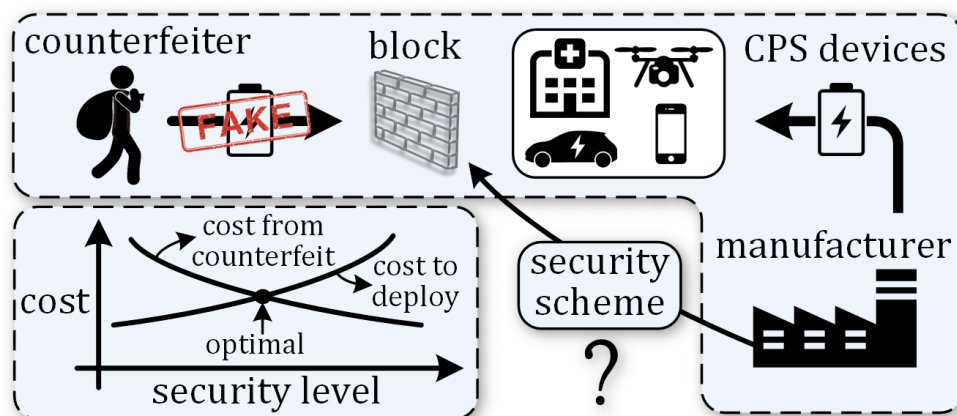 counterfeiter
block
CPS devices
FAKE
manufacturer
security
scheme
?
cost from
counterfeit
cost to
deploy
cost
optimal
security level